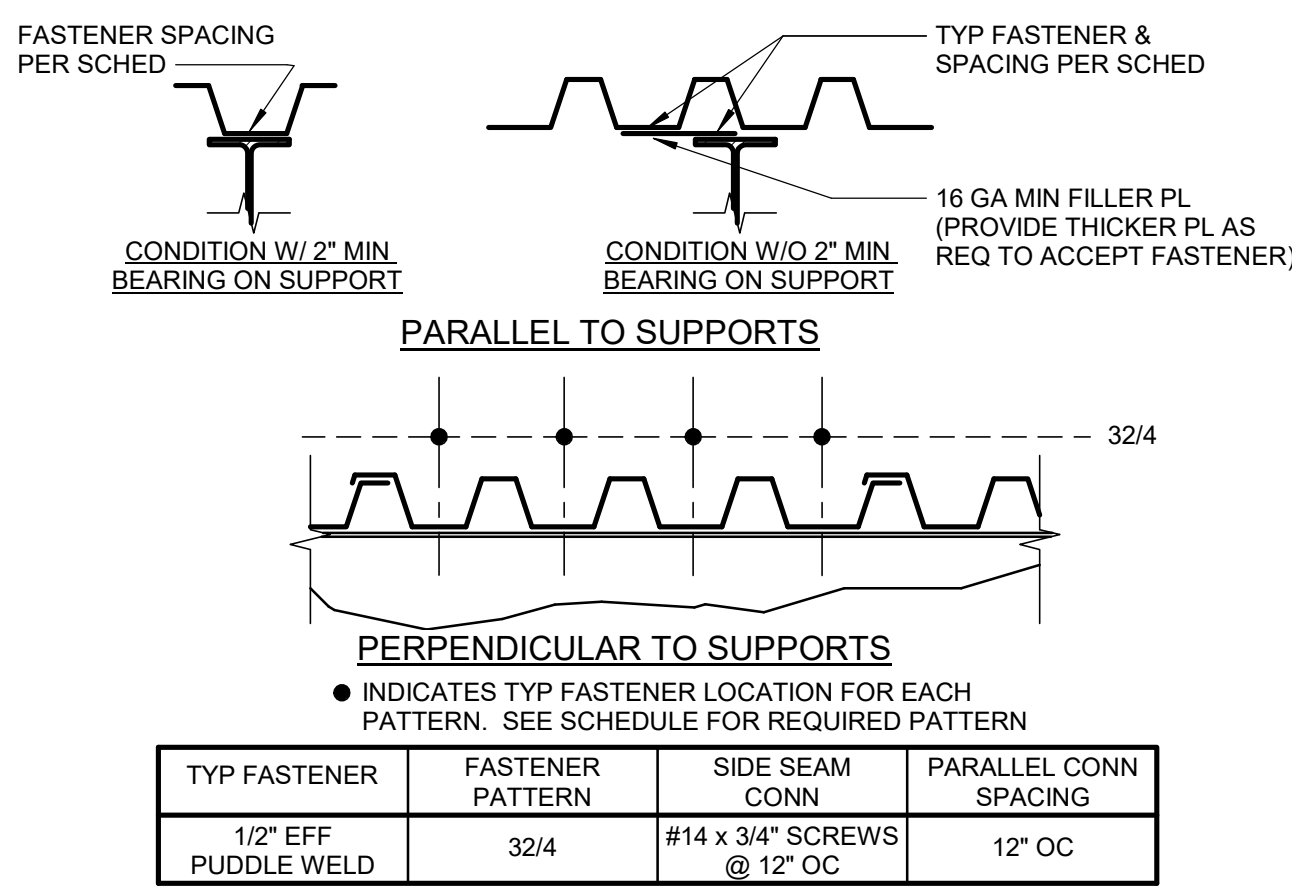 FASTENER SPACING
PER SCHED
TYP FASTENER &
SPACING PER SCHED
16 GA MIN FILLER PL
(PROVIDE THICKER PL AS
REQ TO ACCEPT FASTENER)
CONDITION W/ 2" MIN
BEARING ON SUPPORT
CONDITION W/O 2" MIN
BEARING ON SUPPORT
PARALLEL TO SUPPORTS
32/4
PERPENDICULAR TO SUPPORTS
INDICATES TYP FASTENER LOCATION FOR EACH
PATTERN. SEE SCHEDULE FOR REQUIRED PATTERN
TYP FASTENER
FASTENER
PATTERN
SIDE SEAM
CONN
PARALLEL CONN
SPACING
1/2" EFF
PUDDLE WELD
32/4
#14 x 3/4" SCREWS
@ 12" OC
12" OC